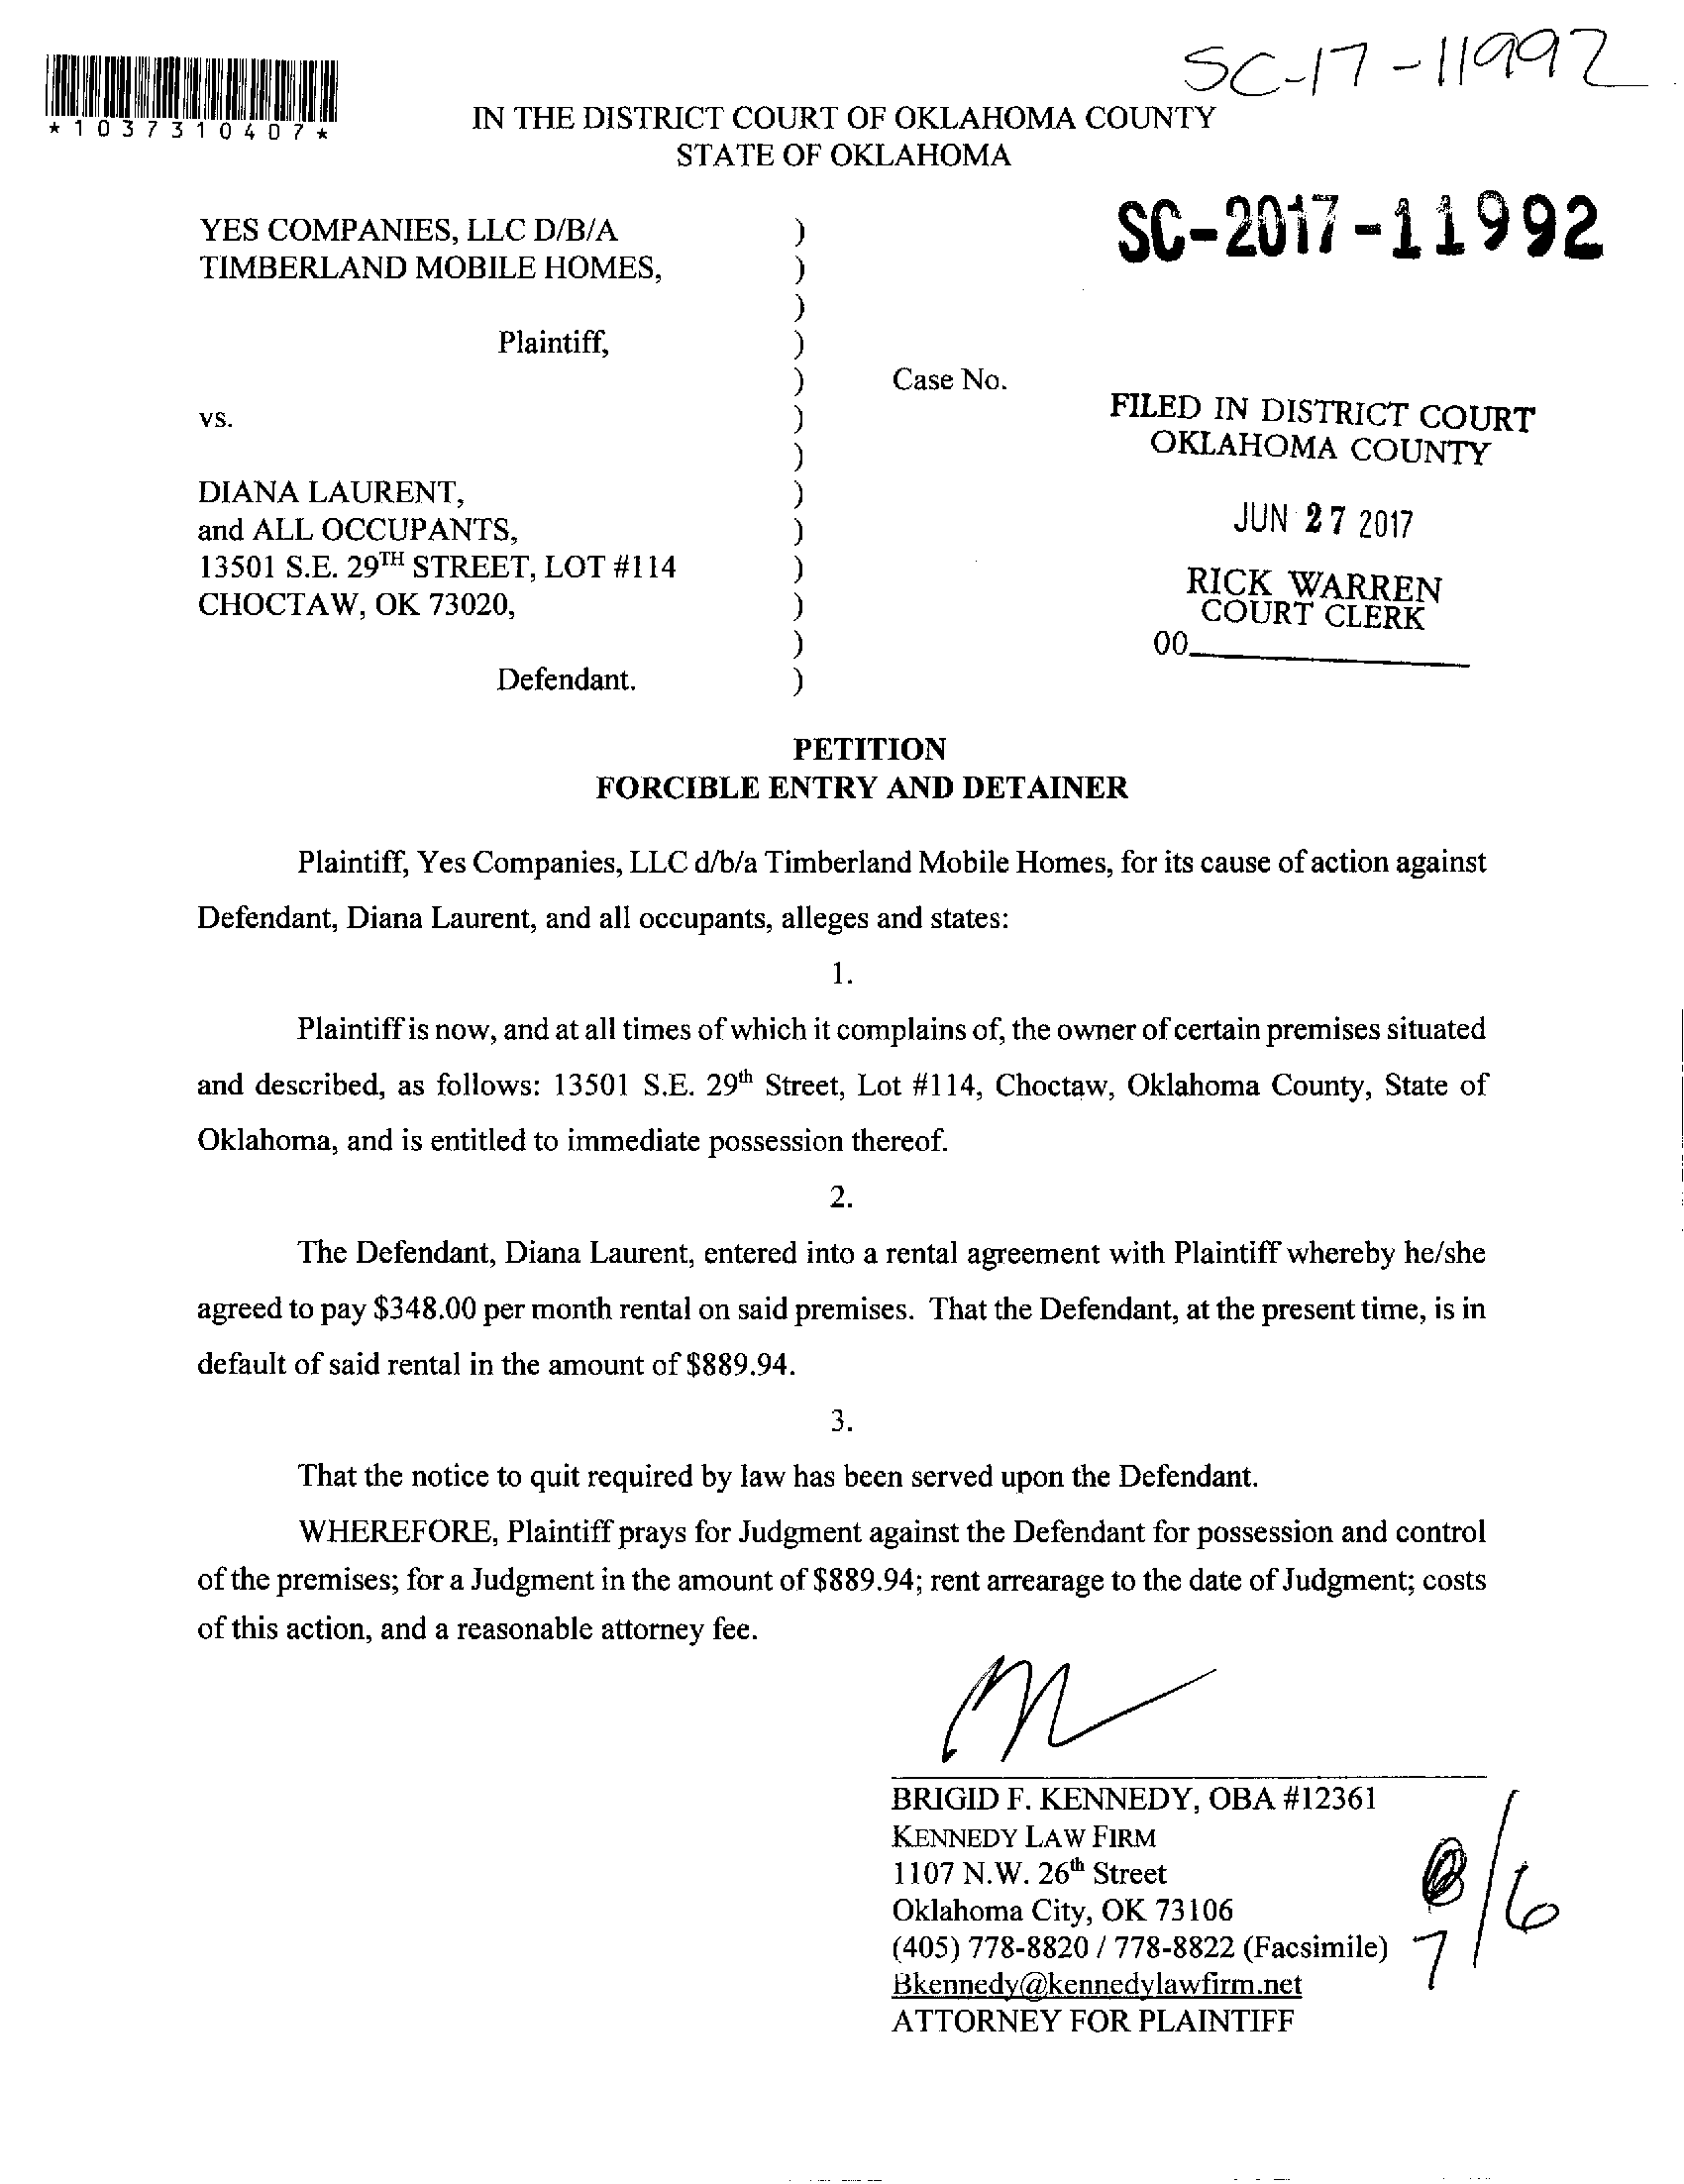 SC-17-11992
*1037310407*
IN THE DISTRICT COURT OF OKLAHOMA COUNTY
STATE OF OKLAHOMA
SC-2017-11992
YES COMPANIES, LLC D/B/A )
TIMBERLAND MOBILE HOMES, )
)
Plaintiff, )
) Case No.
vs. )
)
FILED IN DISTRICT COURT
OKLAHOMA COUNTY
JUN 27 2017
RICK WARREN
COURT CLERK
00
DIANA LAURENT, )
and ALL OCCUPANTS, )
13501 S.E. 29TH STREET, LOT #114 )
CHOCTAW, OK 73020, )
)
Defendant. )
PETITION
FORCIBLE ENTRY AND DETAINER
Plaintiff, Yes Companies, LLC d/b/a Timberland Mobile Homes, for its cause of action against
Defendant, Diana Laurent, and all occupants, alleges and states:
1.
Plaintiff is now, and at all times of which it complains of, the owner of certain premises situated
and described, as follows: 13501 S.E. 29th Street, Lot #114, Choctaw, Oklahoma County, State of
Oklahoma, and is entitled to immediate possession thereof.
2.
The Defendant, Diana Laurent, entered into a rental agreement with Plaintiff whereby he/she
agreed to pay $348.00 per month rental on said premises. That the Defendant, at the present time, is in
default of said rental in the amount of $889.94.
3.
That the notice to quit required by law has been served upon the Defendant.
WHEREFORE, Plaintiff prays for Judgment against the Defendant for possession and control
of the premises; for a Judgment in the amount of $889.94; rent arrearage to the date of Judgment; costs
of this action, and a reasonable attorney fee.
BRIGID F. KENNEDY, OBA #12361
KENNEDY LAW FIRM
1107 N.W. 26th Street
Oklahoma City, OK 73106
(405) 778-8820 / 778-8822 (Facsimile)
Bkennedy@kennedylawfirm.net
ATTORNEY FOR PLAINTIFF
7/6